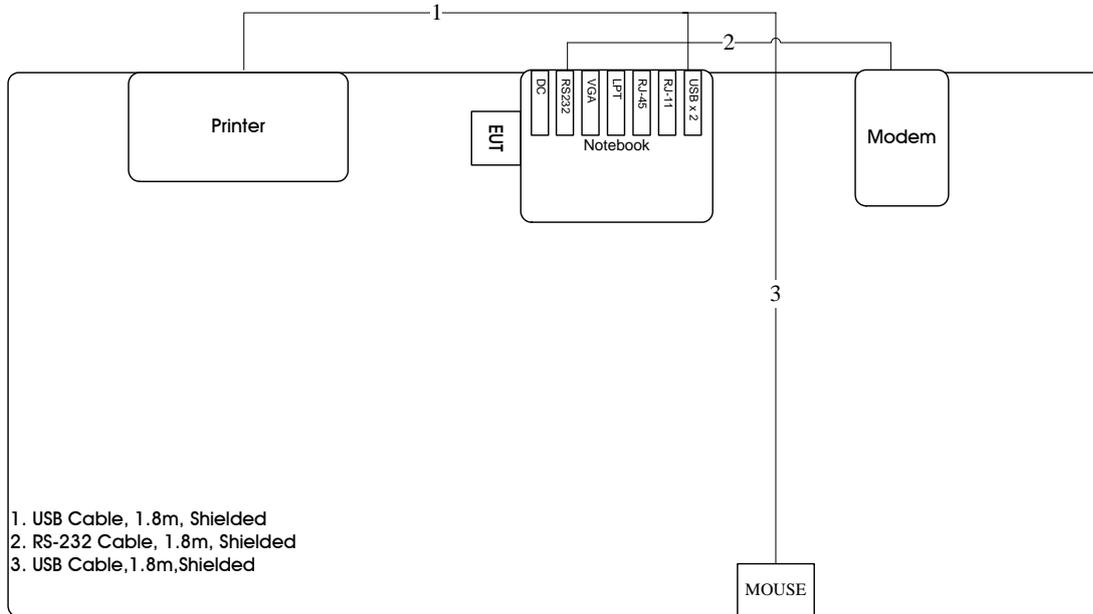 1
2
Printer
EUT
DC
RS232
VGA
LPT
RJ-45
RJ-11
USB x 2
Notebook
Modem
3
1. USB Cable, 1.8m, Shielded
2. RS-232 Cable, 1.8m, Shielded
3. USB Cable,1.8m,Shielded
MOUSE